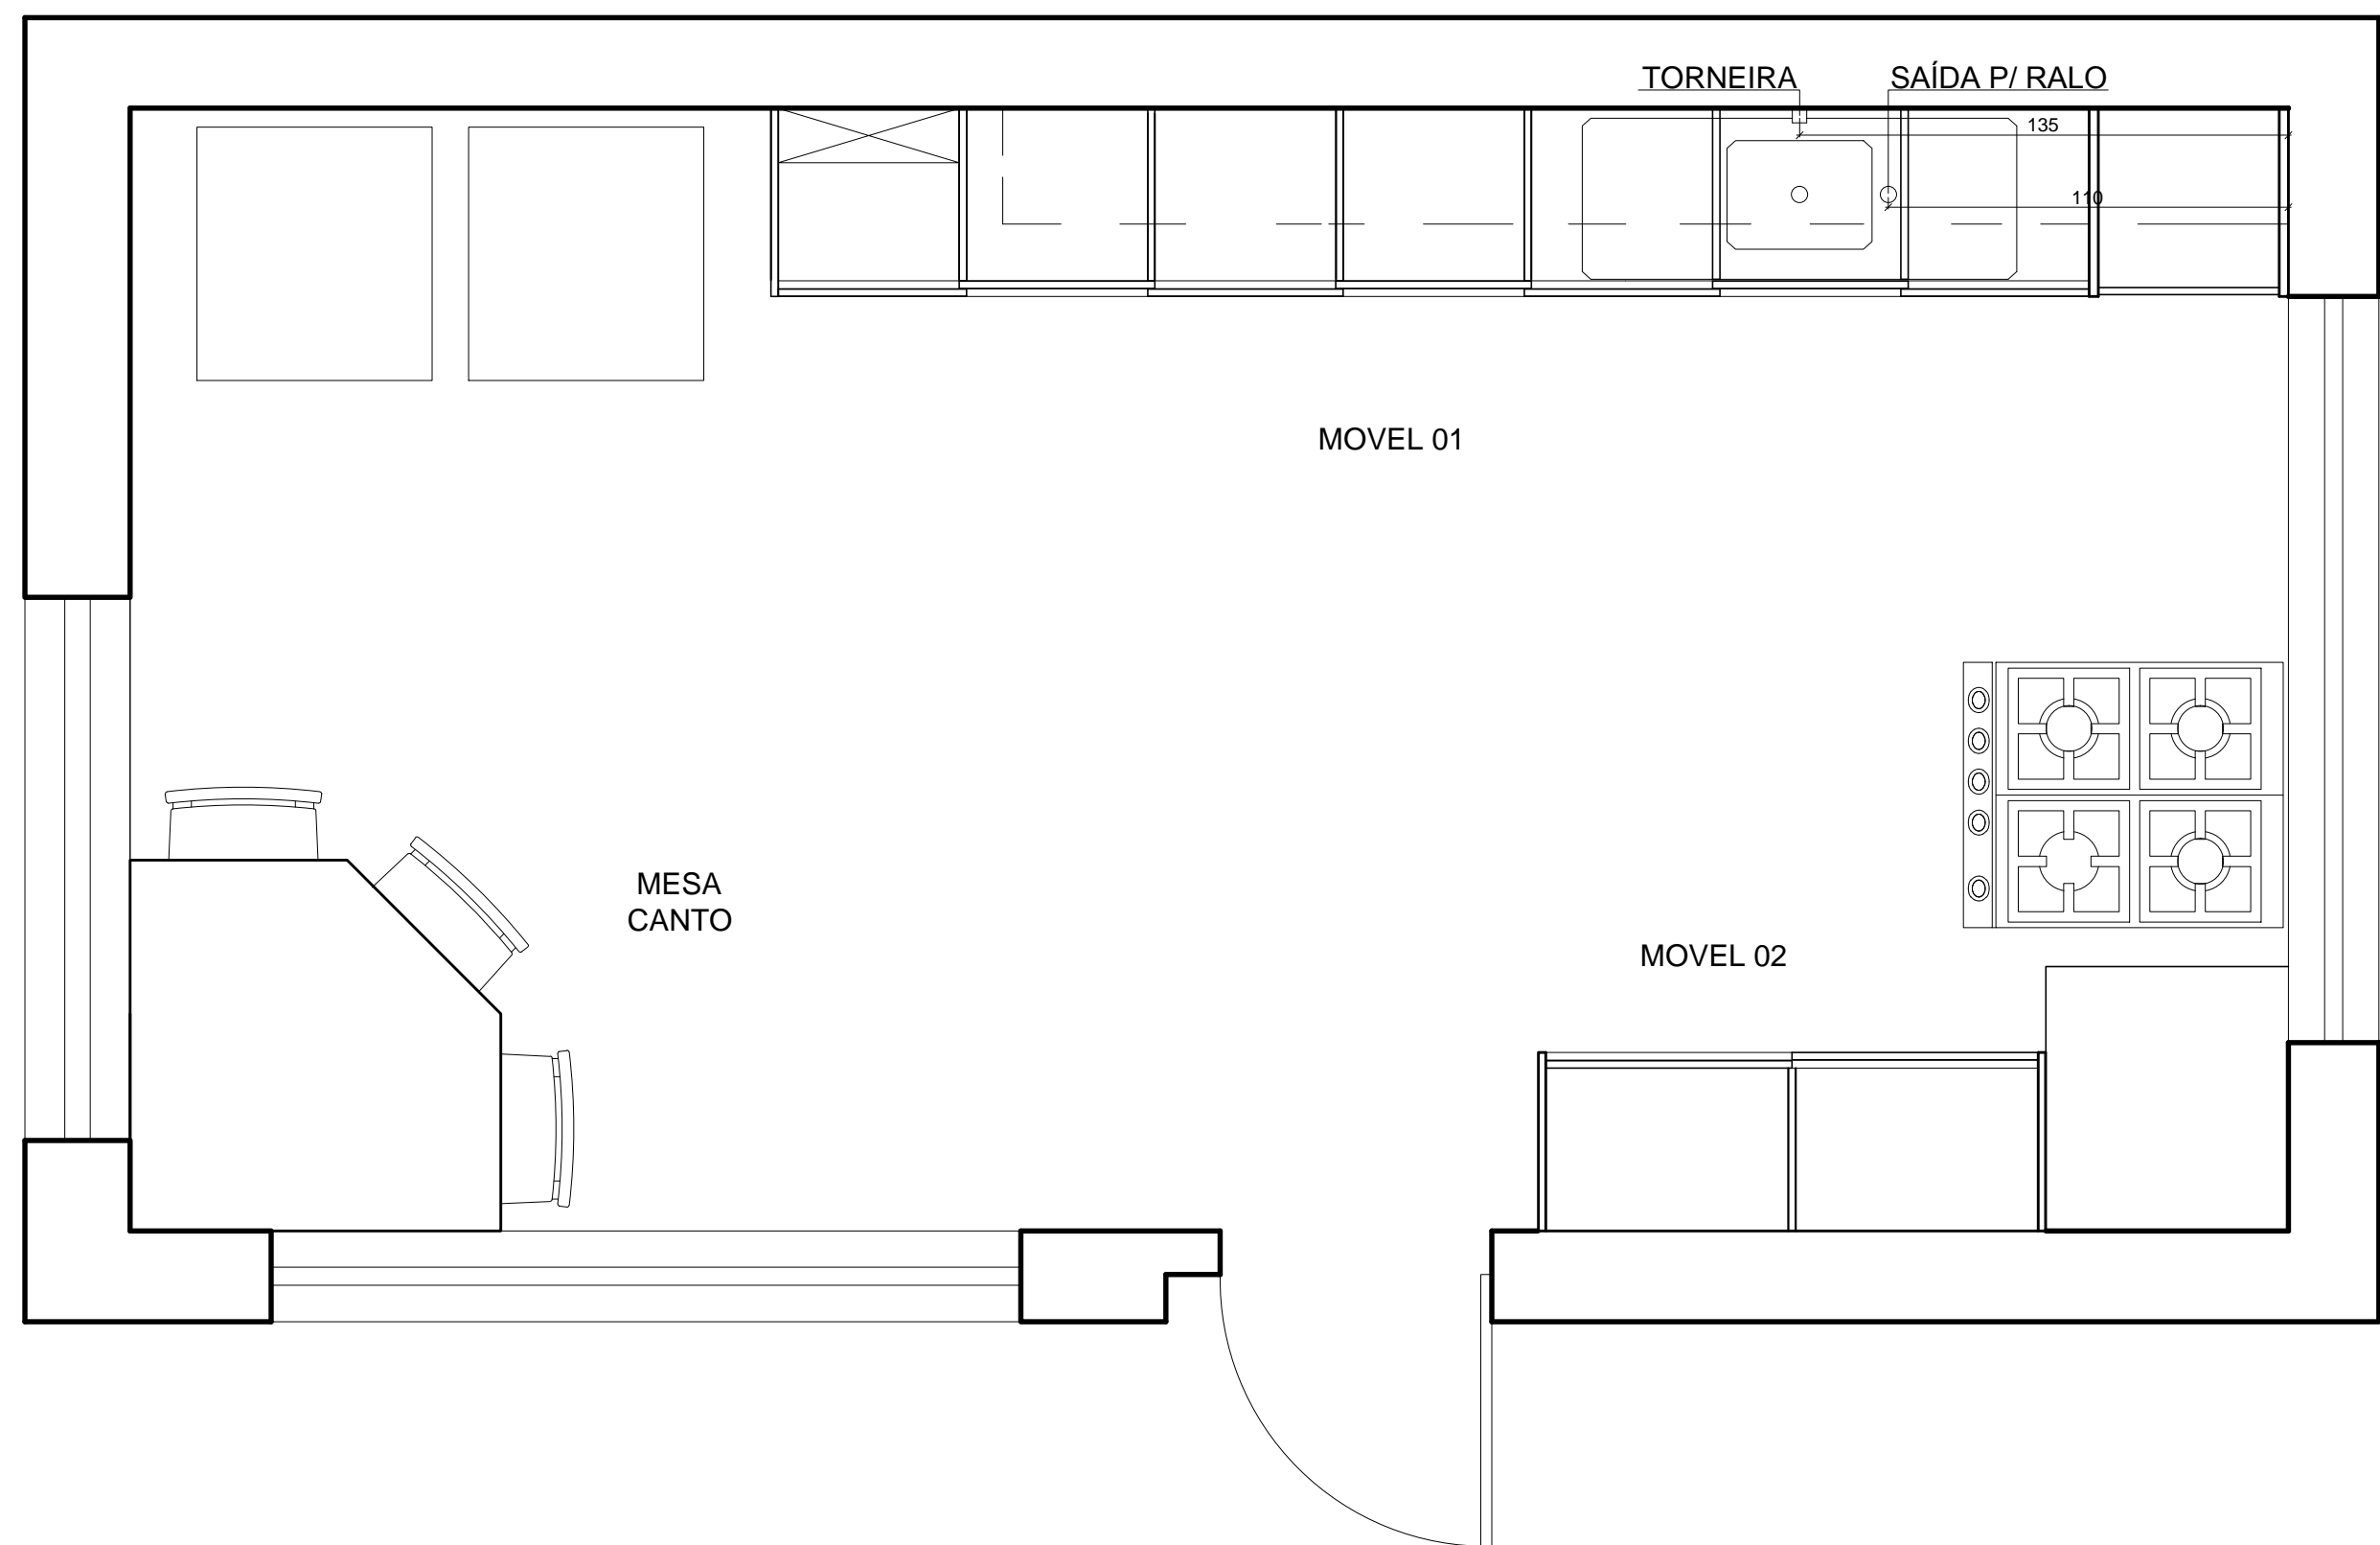 TORNEIRA
SAÍDA P/ RALO
135
110
MOVEL 01
MESA
CANTO
MOVEL 02